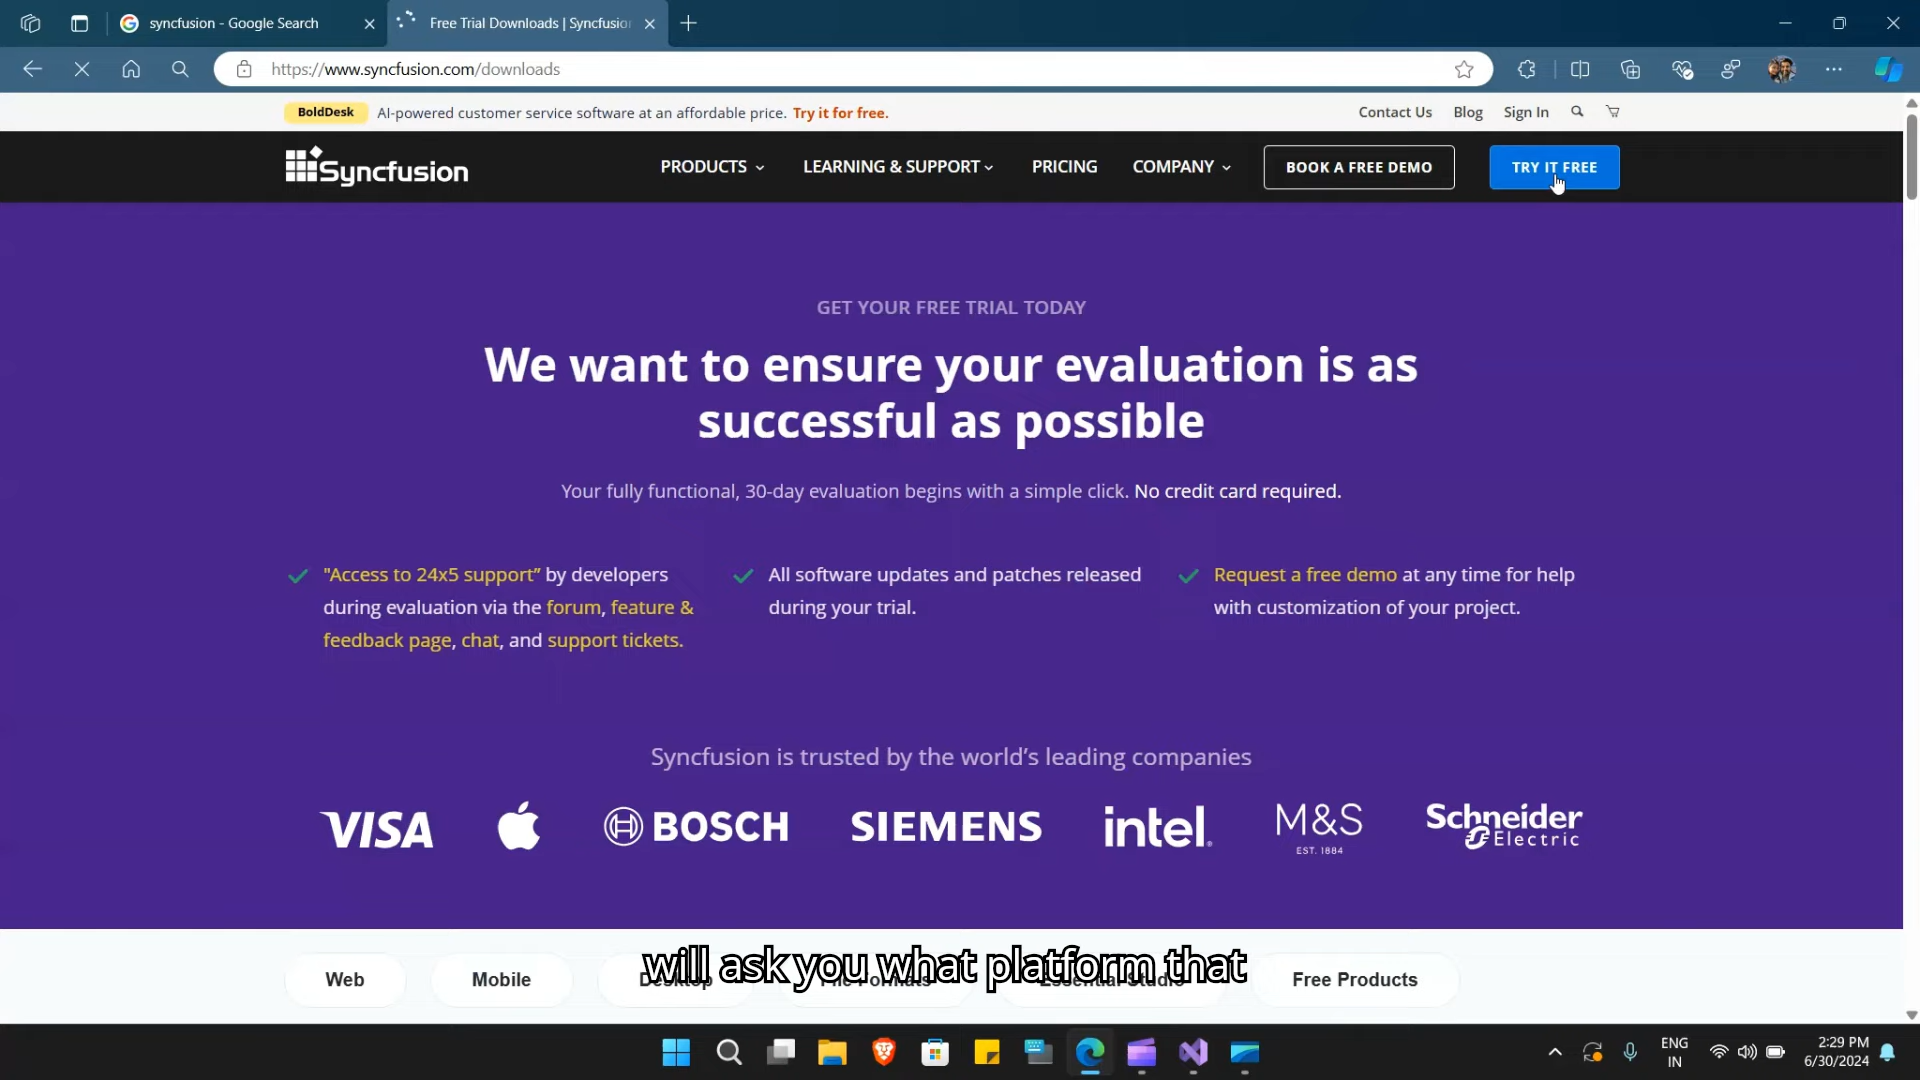 syncfusion - Google Search
Free Trial Downloads | Syncfusion
https://www.syncfusion.com/downloads
BoldDesk AI-powered customer service software at an affordable price. Try it for free.
Contact Us Blog Sign In
Syncfusion
PRODUCTS LEARNING & SUPPORT PRICING COMPANY BOOK A FREE DEMO TRY IT FREE
GET YOUR FREE TRIAL TODAY
We want to ensure your evaluation is as
successful as possible
Your fully functional, 30-day evaluation begins with a simple click. No credit card required.
"Access to 24x5 support" by developers
during evaluation via the forum, feature &
feedback page, chat, and support tickets.
All software updates and patches released
during your trial.
Request a free demo at any time for help
with customization of your project.
Syncfusion is trusted by the world's leading companies
VISA BOSCH SIEMENS intel. M&S EST. 1884 Schneider Electric
Web Mobile Desktop File Formats Essential Studio Free Products
will ask you what platform that
ENG
IN
2:29 PM
6/30/2024